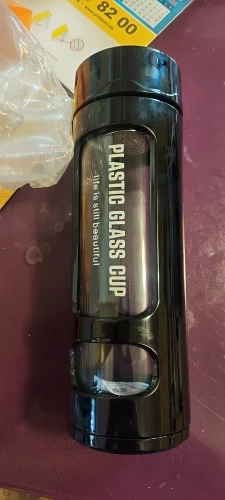 82 00
PLASTIC GLASS CUP
life is still beautiful